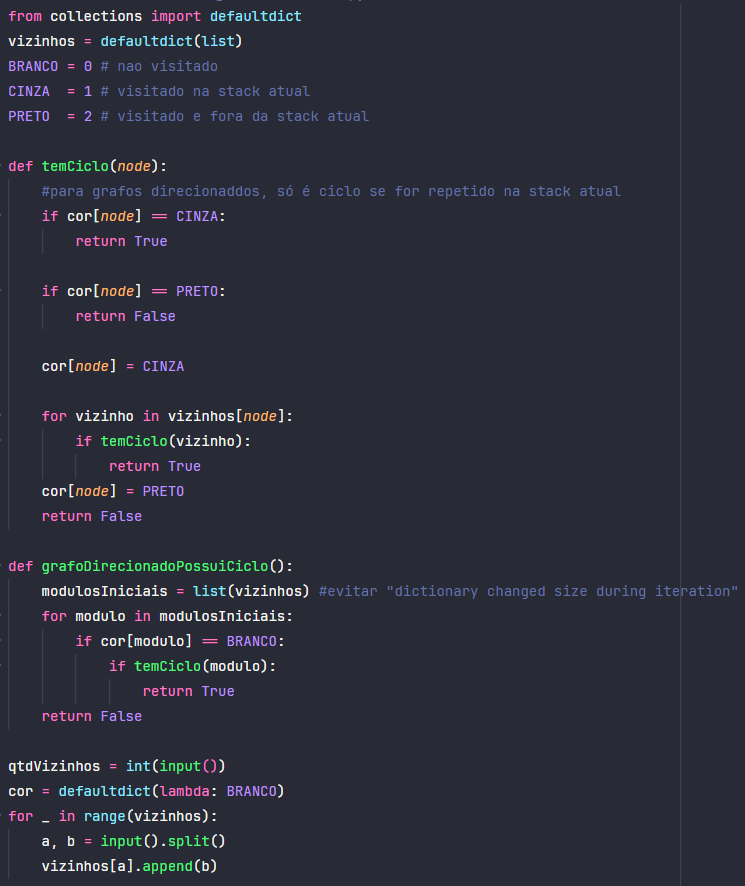 from collections import defaultdict
vizinhos = defaultdict(list)
BRANCO = 0 # nao visitado
CINZA  = 1 # visitado na stack atual
PRETO  = 2 # visitado e fora da stack atual

def temCiclo(node):
    #para grafos direcionaddos, só é ciclo se for repetido na stack atual
    if cor[node] == CINZA:
        return True

    if cor[node] == PRETO:
        return False

    cor[node] = CINZA

    for vizinho in vizinhos[node]:
        if temCiclo(vizinho):
            return True
    cor[node] = PRETO
    return False

def grafoDirecionadoPossuiCiclo():
    modulosIniciais = list(vizinhos) #evitar "dictionary changed size during iteration"
    for modulo in modulosIniciais:
        if cor[modulo] == BRANCO:
            if temCiclo(modulo):
                return True
    return False

qtdVizinhos = int(input())
cor = defaultdict(lambda: BRANCO)
for _ in range(vizinhos):
    a, b = input().split()
    vizinhos[a].append(b)